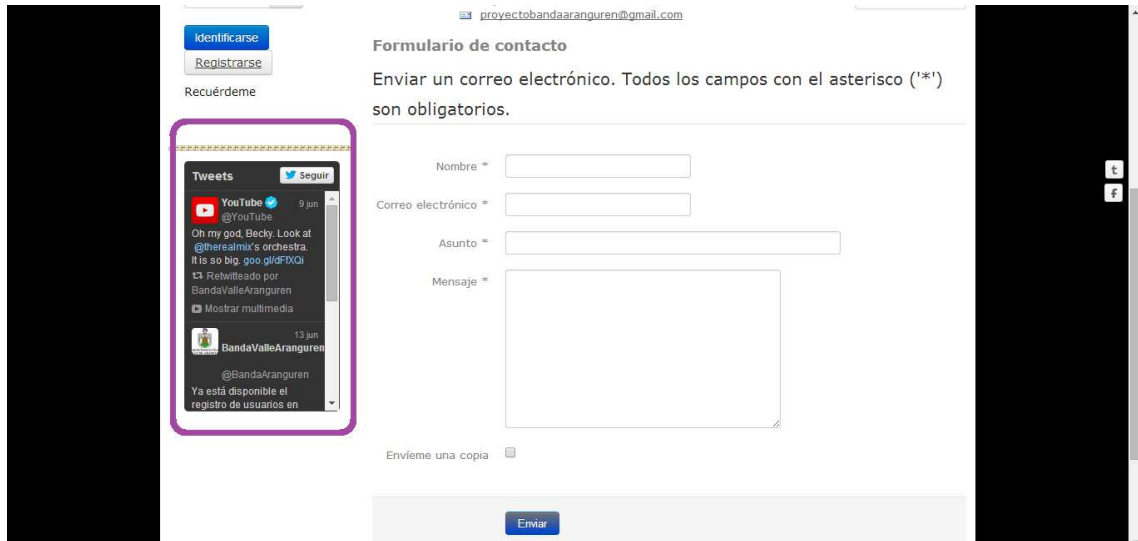 proyectobandaaranguren@gmail.com
Identificarse
Registrarse
Recuérdeme
Tweets
Seguir
YouTube 9 jun
@YouTube
Oh my god, Becky. Look at
@therealmix's orchestra.
It is so big. goo.gl/dFfXQi
Retwitteado por
BandaValleAranguren
Mostrar multimedia
13 jun
BandaValleAranguren
@BandaAranguren
Ya está disponible el
registro de usuarios en
Formulario de contacto
Enviar un correo electrónico. Todos los campos con el asterisco ('*')
son obligatorios.
Nombre *
Correo electrónico *
Asunto *
Mensaje *
Envíeme una copia
Enviar
t
f